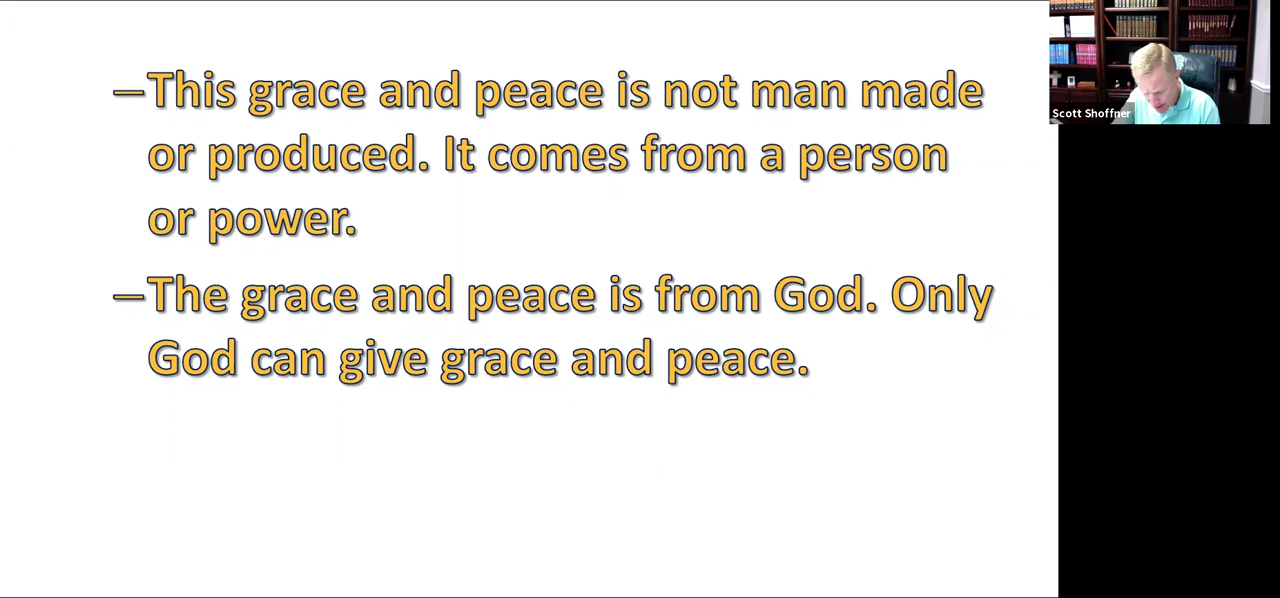 –This grace and peace is not man made
or produced. It comes from a person
or power.
–The grace and peace is from God. Only
God can give grace and peace.
Scott Shoffner